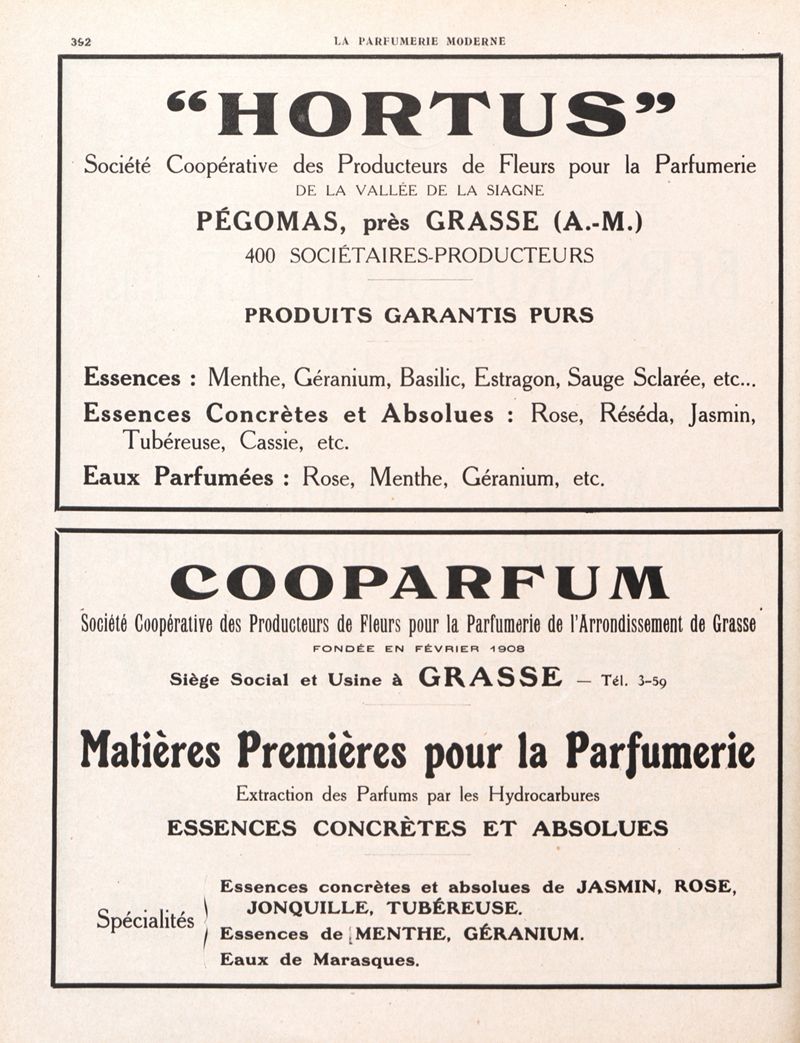 392
LA PARFUMERIE MODERNE
“HORTUS”
Société Coopérative des Producteurs de Fleurs pour la Parfumerie
DE LA VALLÉE DE LA SIAGNE
PÉGOMAS, près GRASSE (A.-M.)
400 SOCIÉTAIRES-PRODUCTEURS
PRODUITS GARANTIS PURS
Essences : Menthe, Géranium, Basilic, Estragon, Sauge Sclarée, etc...
Essences Concrètes et Absolues : Rose, Réséda, Jasmin,
Tubéreuse, Cassie, etc.
Eaux Parfumées : Rose, Menthe, Géranium, etc.
COOPARFUM
Société Coopérative des Producteurs de Fleurs pour la Parfumerie de l'Arrondissement de Grasse
FONDÉE EN FÉVRIER 1908
Siège Social et Usine à GRASSE — Tél. 3-59
Matières Premières pour la Parfumerie
Extraction des Parfums par les Hydrocarbures
ESSENCES CONCRÈTES ET ABSOLUES
Spécialités
Essences concrètes et absolues de JASMIN, ROSE,
JONQUILLE, TUBÉREUSE.
Essences de MENTHE, GÉRANIUM.
Eaux de Marasques.